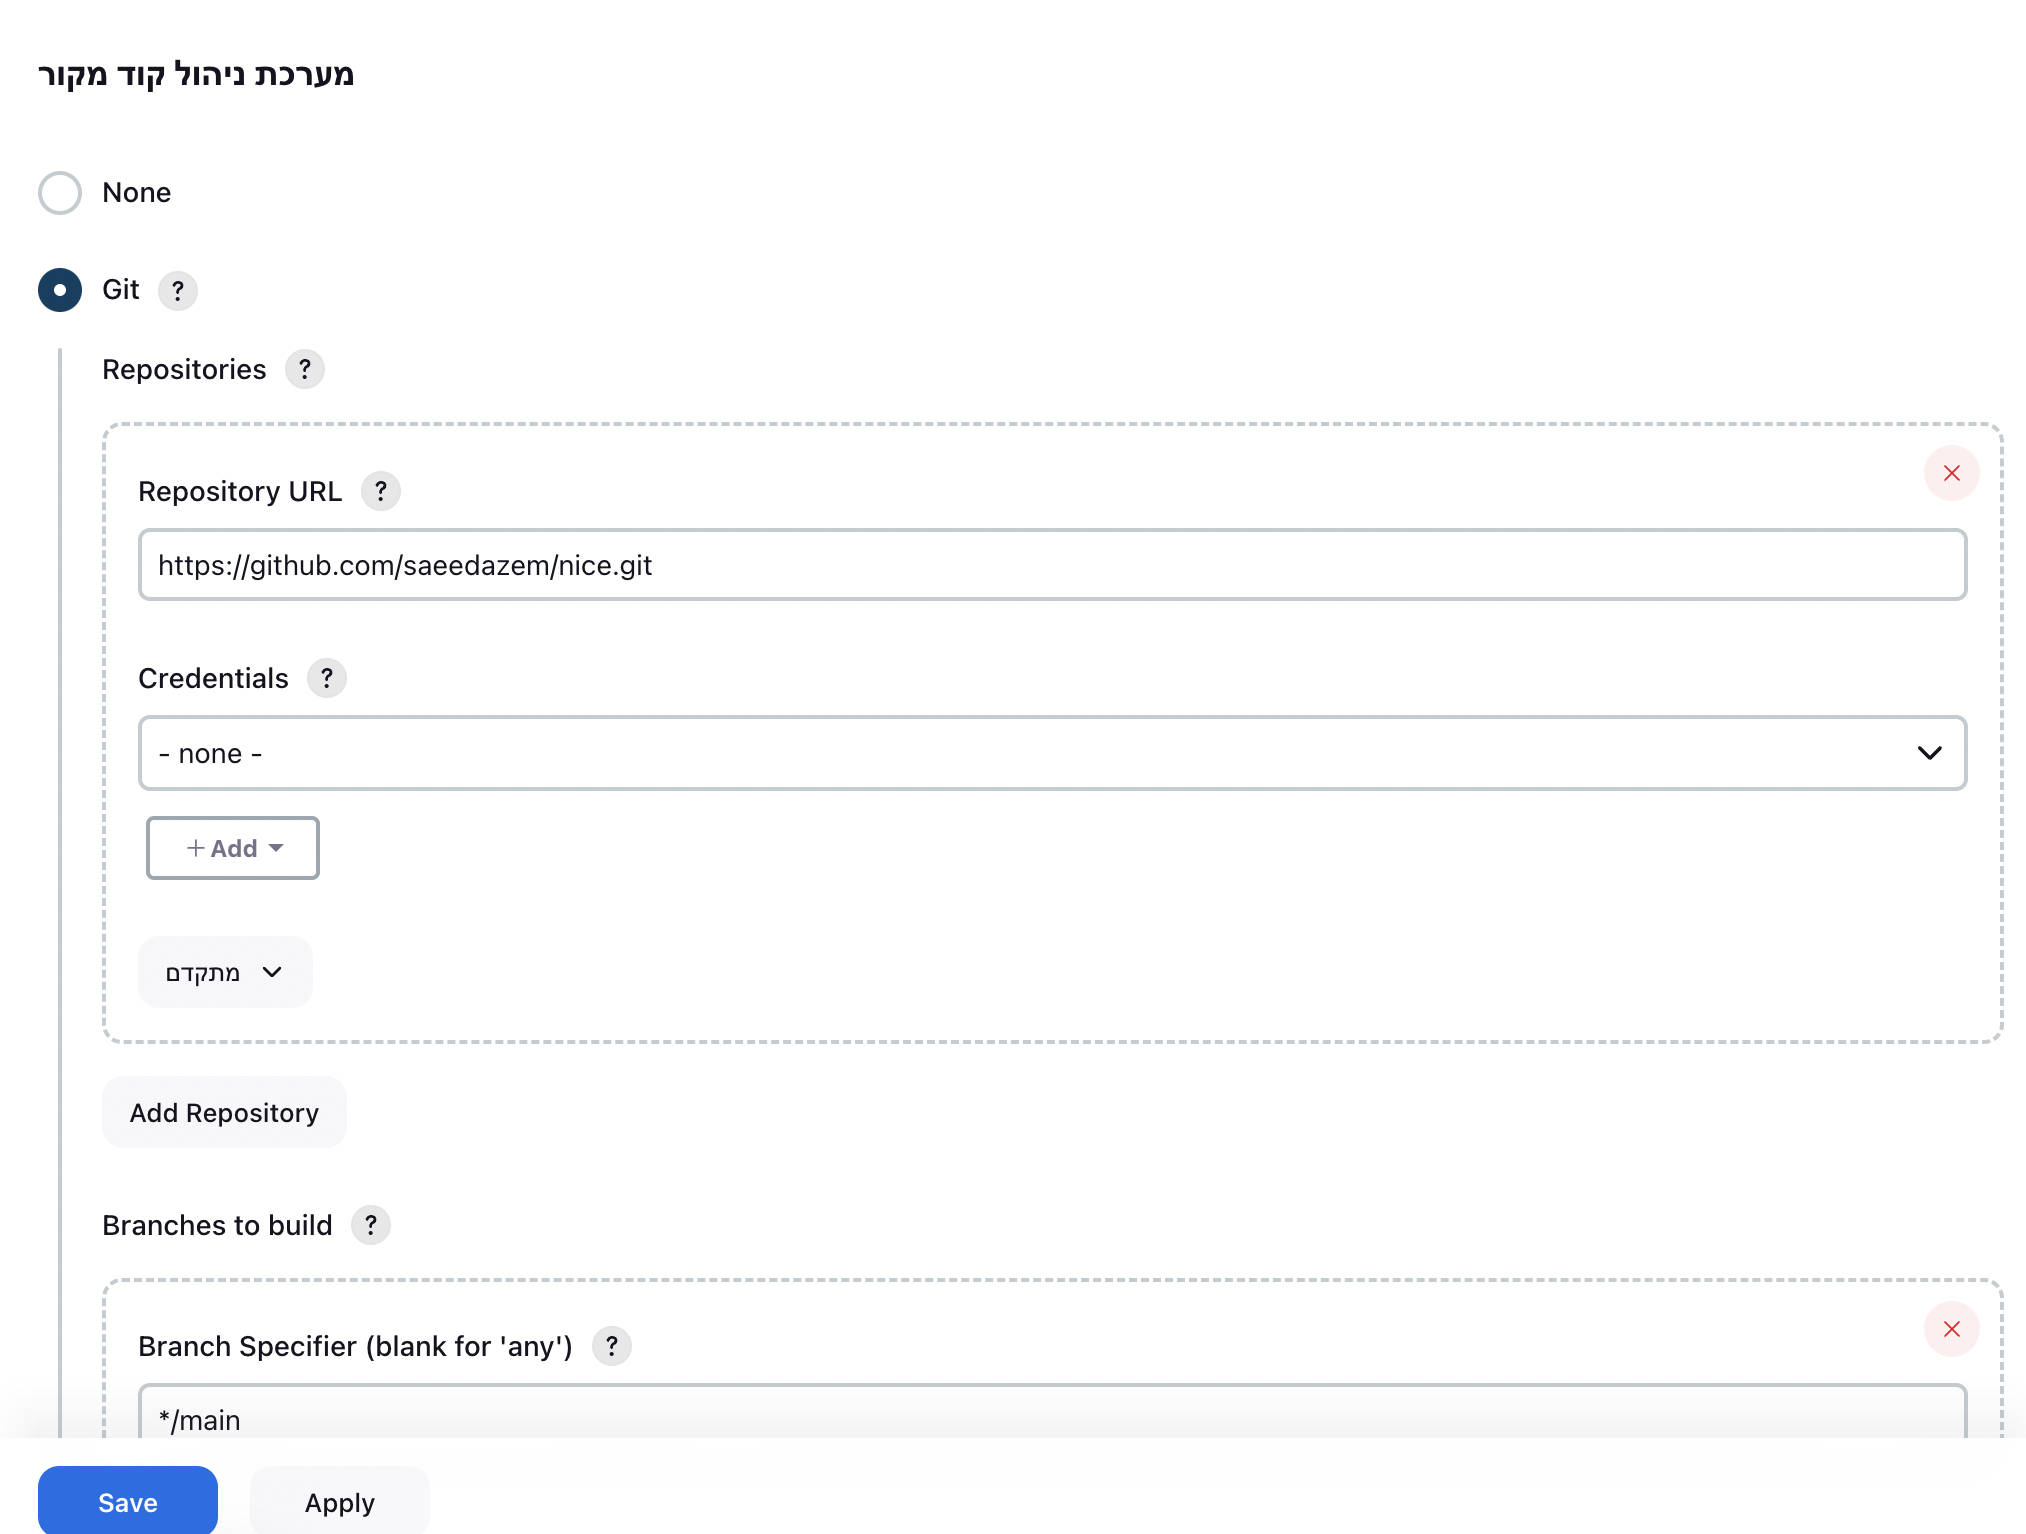 מערכת ניהול קוד מקור
None
Git ?
Repositories ?
Repository URL ?
https://github.com/saeedazem/nice.git
Credentials ?
- none -
+ Add
מתקדם
Add Repository
Branches to build ?
Branch Specifier (blank for 'any') ?
*/main
Save
Apply